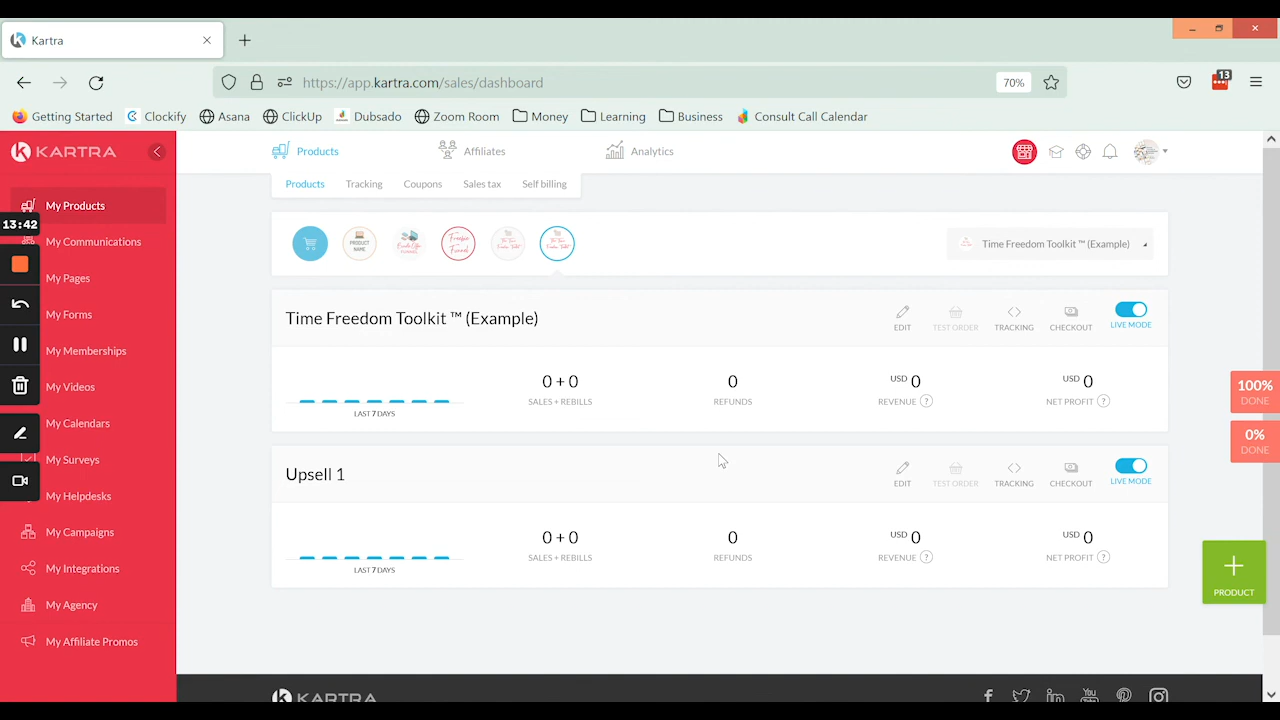 Kartra
https://app.kartra.com/sales/dashboard
70%
13
Getting Started
Clockify
Asana
ClickUp
Dubsado
Zoom Room
Money
Learning
Business
Consult Call Calendar
KARTRA
Products
Affiliates
Analytics
Products
Tracking
Coupons
Sales tax
Self billing
My Products
13:42
My Communications
My Pages
My Forms
My Memberships
My Videos
My Calendars
My Surveys
My Helpdesks
My Campaigns
My Integrations
My Agency
My Affiliate Promos
PRODUCT
NAME
Freebie
Funnel
Time Freedom Toolkit ™ (Example)
Time Freedom Toolkit ™ (Example)
EDIT
TEST ORDER
TRACKING
CHECKOUT
LIVE MODE
LAST 7 DAYS
0 + 0
SALES + REBILLS
0
REFUNDS
USD 0
REVENUE ?
USD 0
NET PROFIT ?
100%
DONE
0%
DONE
Upsell 1
EDIT
TEST ORDER
TRACKING
CHECKOUT
LIVE MODE
LAST 7 DAYS
0 + 0
SALES + REBILLS
0
REFUNDS
USD 0
REVENUE ?
USD 0
NET PROFIT ?
PRODUCT
KARTRA
You